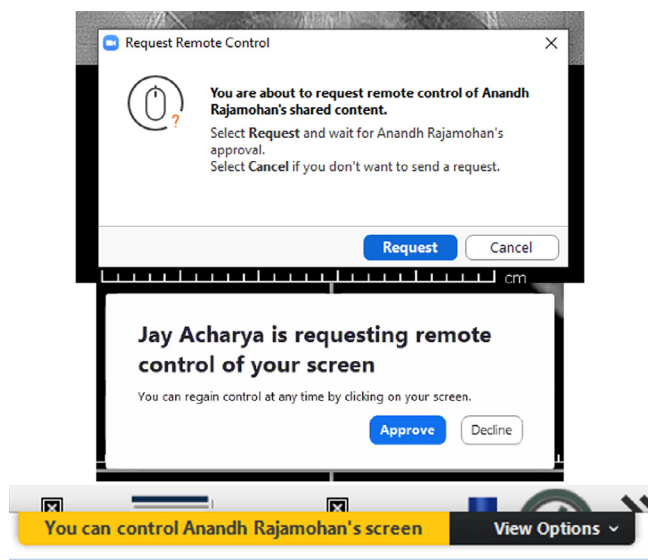 Request Remote Control
You are about to request remote control of Anandh
Rajamohan's shared content.
Select Request and wait for Anandh Rajamohan's
approval.
Select Cancel if you don't want to send a request.
Request
Cancel
cm
Jay Acharya is requesting remote
control of your screen
You can regain control at any time by clicking on your screen.
Approve
Decline
You can control Anandh Rajamohan's screen
View Options